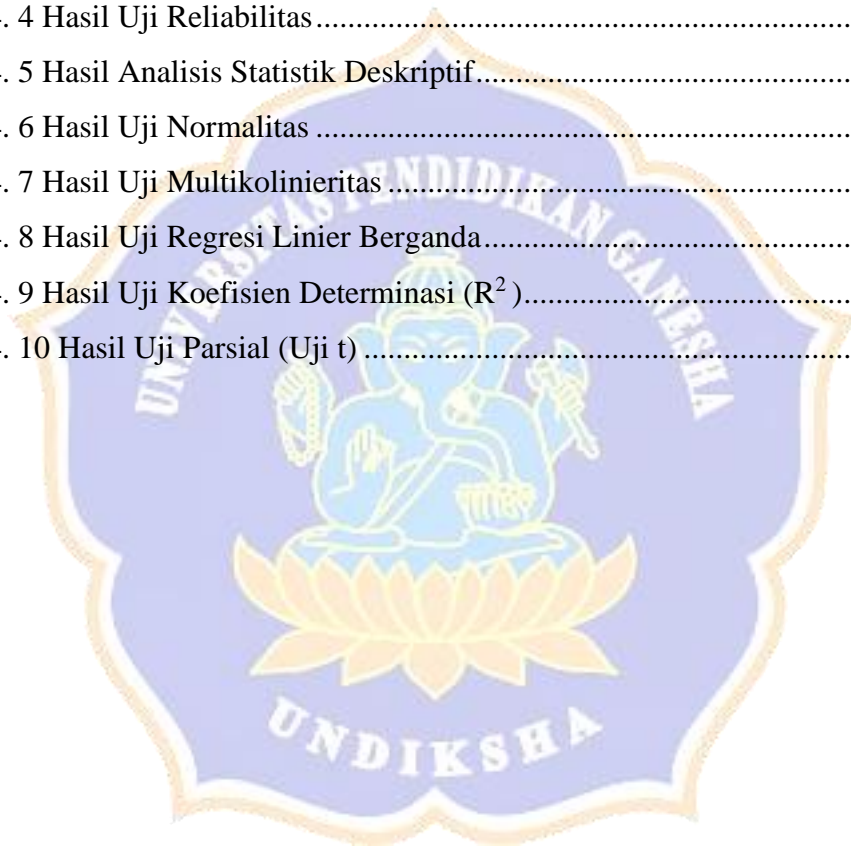 . 4 Hasil Uji Reliabilitas....................................................................................
. 5 Hasil Analisis Statistik Deskriptif..........................................................
. 6 Hasil Uji Normalitas ....................................................................................
. 7 Hasil Uji Multikolinieritas ........................................................................
. 8 Hasil Uji Regresi Linier Berganda.........................................................
. 9 Hasil Uji Koefisien Determinasi (R² )..................................................
. 10 Hasil Uji Parsial (Uji t) ...........................................................................
UNIVERSITAS PENDIDIKAN GANESHA
UNDIKSHA